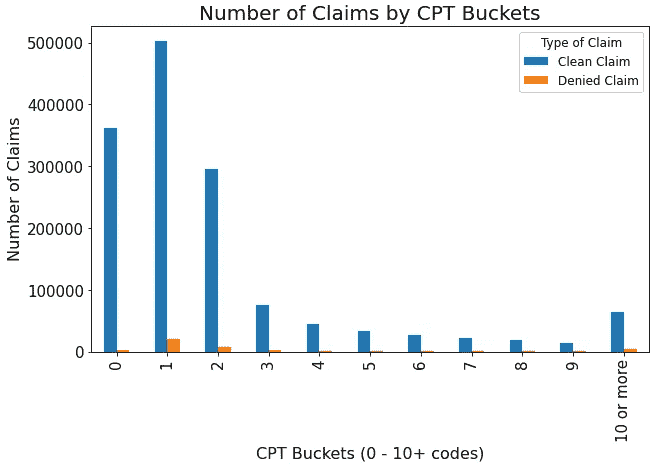 Number of Claims by CPT Buckets
Type of Claim
Clean Claim
Denied Claim
Number of Claims
500000
400000
300000
200000
100000
0
0
1
2
3
4
5
6
7
8
9
10 or more
CPT Buckets (0 - 10+ codes)